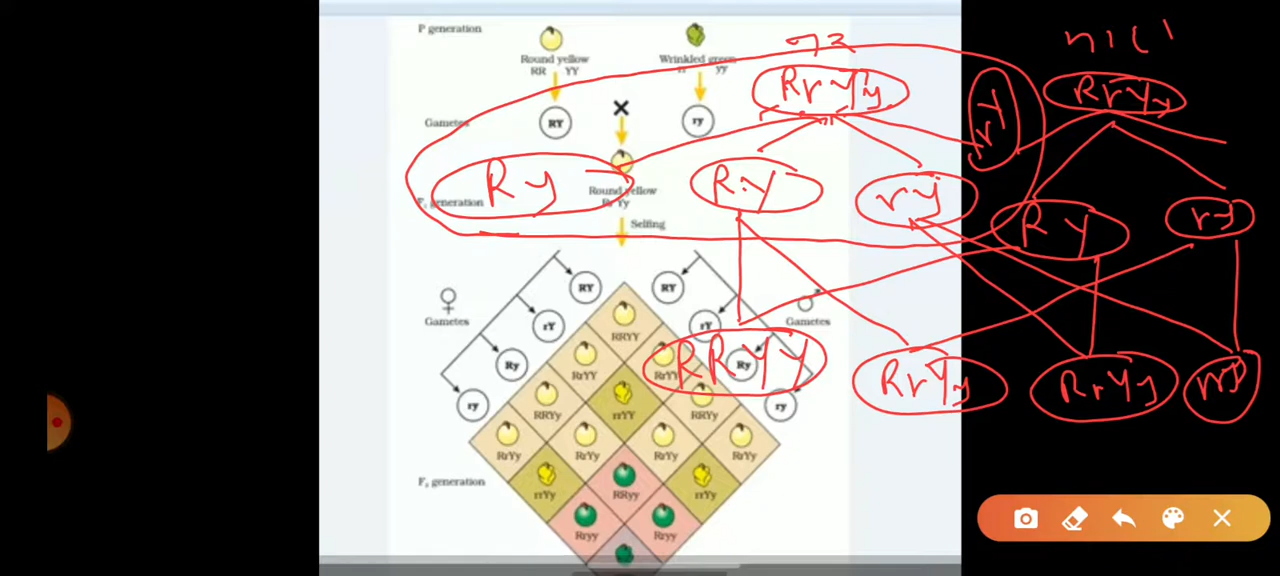 P generation
Round yellow
RR YY
Wrinkled green
rr yy
Gametes
RY
ry
Round yellow
Rr Yy
F₁ generation
Selfing
Gametes
Gametes
RY
RY
rY
rY
Ry
Ry
ry
ry
RRYY
RrYY
RrYY
RRYy
rrYY
RRYy
RrYy
RrYy
RrYy
RrYy
F₂ generation
rrYy
RRyy
rrYy
Rryy
Rryy
RrYy
RrYy
Ry
RY
ry
rY
RY
ry
RRYY
RrYy
RrYy